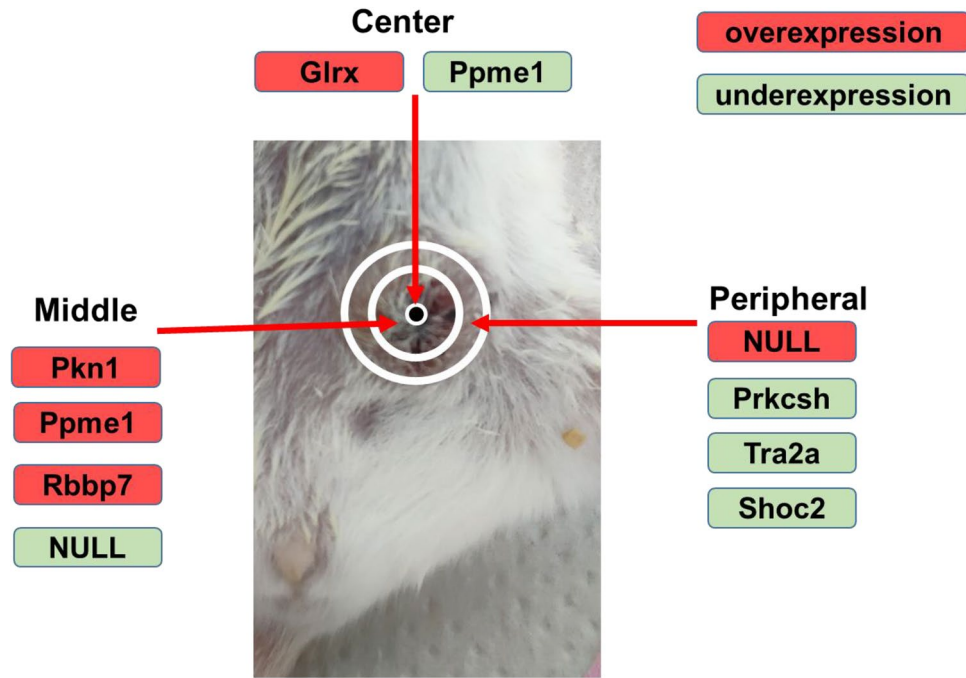 Center
Glrx
Ppme1
overexpression
underexpression
Middle
Pkn1
Ppme1
Rbbp7
NULL
Peripheral
NULL
Prkcsh
Tra2a
Shoc2